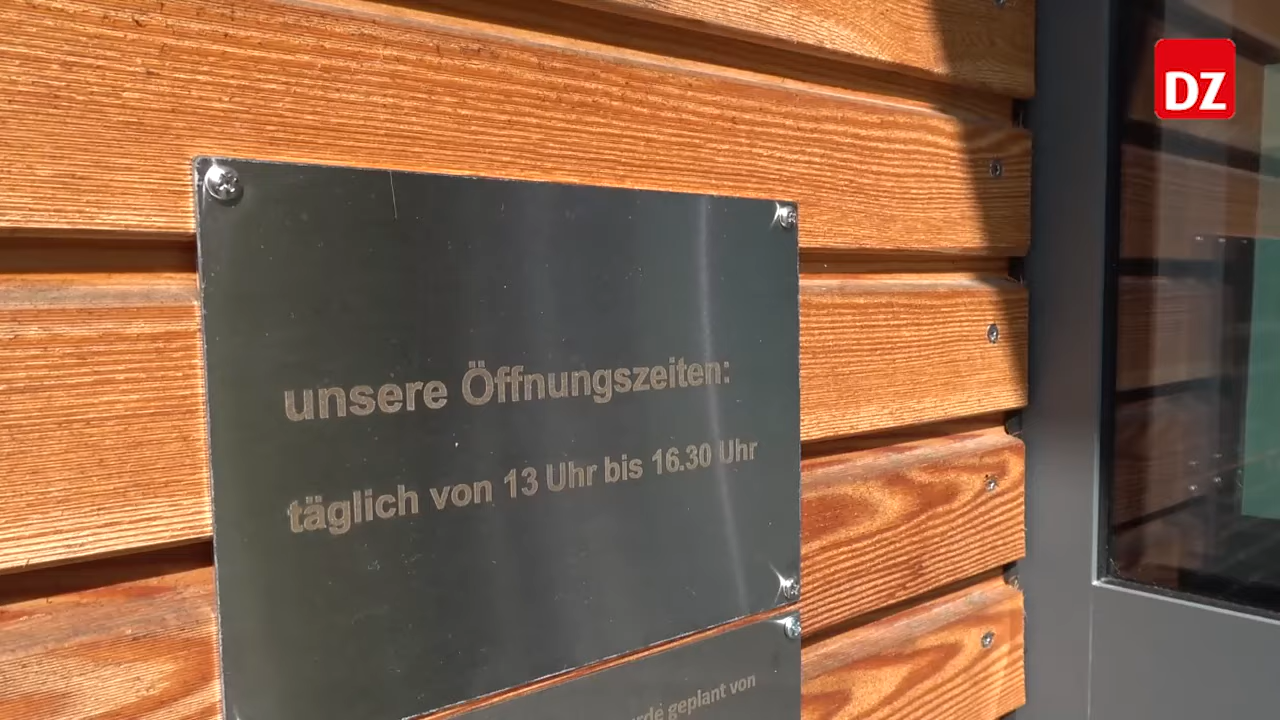 DZ
unsere Öffnungszeiten:
täglich von 13 Uhr bis 16.30 Uhr
geplant von